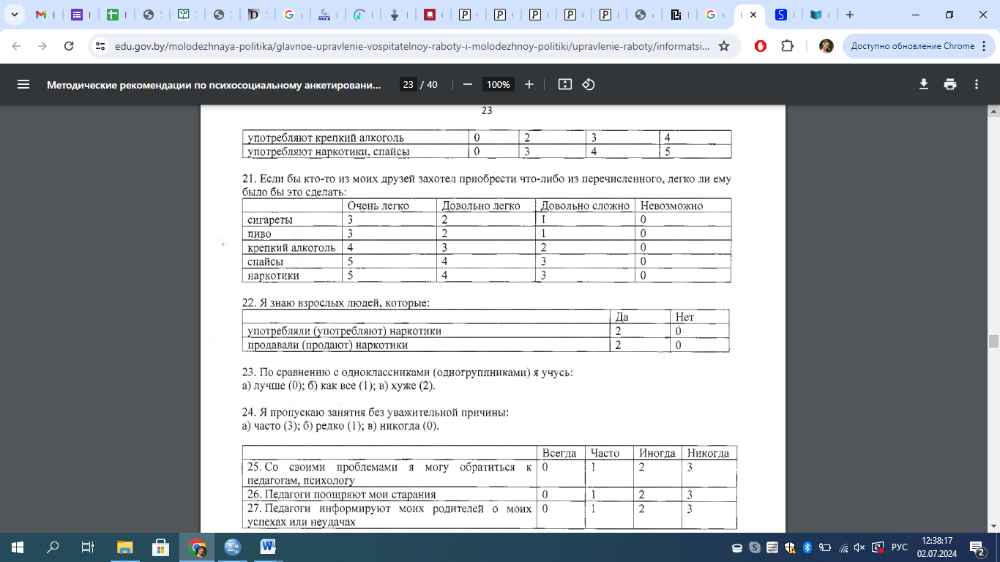 edu.gov.by/molodezhnaya-politika/glavnoe-upravlenie-vospitatelnoy-raboty-i-molodezhnoy-politiki/upravlenie-raboty/informatsi...
Доступно обновление Chrome
Методические рекомендации по психосоциальному анкетировани...
23 / 40
100%
23
употребляют крепкий алкоголь 0 2 3 4
употребляют наркотики, спайсы 0 3 4 5
21. Если бы кто-то из моих друзей захотел приобрести что-либо из перечисленного, легко ли ему
было бы это сделать:
Очень легко Довольно легко Довольно сложно Невозможно
сигареты 3 2 1 0
пиво 3 2 1 0
крепкий алкоголь 4 3 2 0
спайсы 5 4 3 0
наркотики 5 4 3 0
22. Я знаю взрослых людей, которые:
Да Нет
употребляли (употребляют) наркотики 2 0
продавали (продают) наркотики 2 0
23. По сравнению с одноклассниками (одногруппниками) я учусь:
а) лучше (0); б) как все (1); в) хуже (2).
24. Я пропускаю занятия без уважительной причины:
а) часто (3); б) редко (1); в) никогда (0).
Всегда Часто Иногда Никогда
25. Со своими проблемами я могу обратиться к 0 1 2 3
педагогам, психологу
26. Педагоги поощряют мои старания 0 1 2 3
27. Педагоги информируют моих родителей о моих 0 1 2 3
успехах или неудачах
РУС
12:38:17
02.07.2024
2